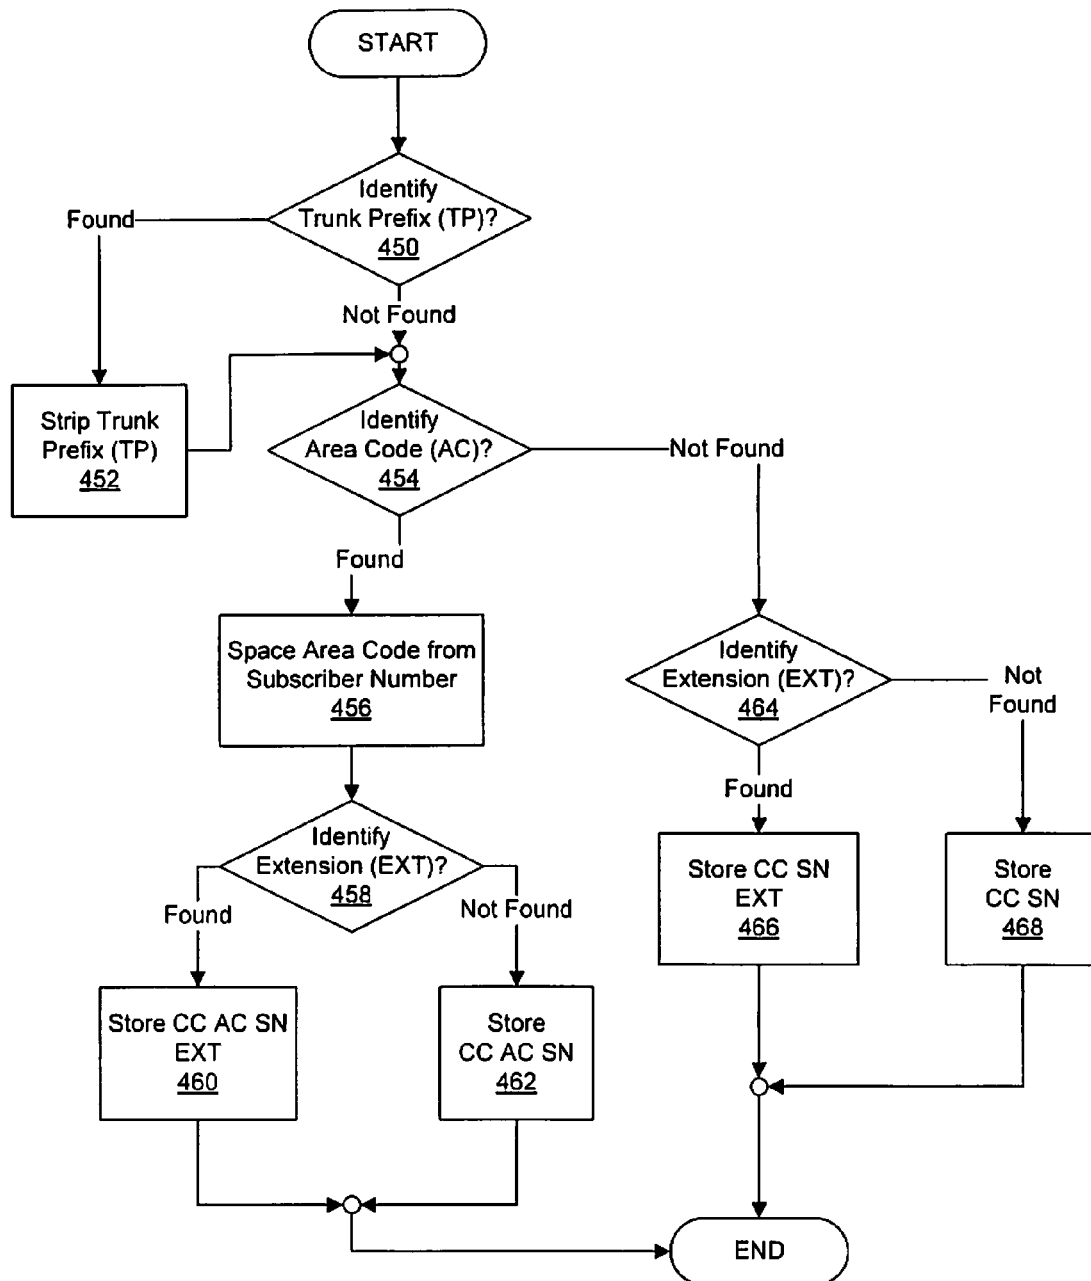 START
Identify
Trunk Prefix (TP)?
450
Found
Not Found
Strip Trunk
Prefix (TP)
452
Identify
Area Code (AC)?
454
Not Found
Found
Space Area Code from
Subscriber Number
456
Identify
Extension (EXT)?
464
Not
Found
Found
Identify
Extension (EXT)?
458
Found
Not Found
Store CC SN
EXT
466
Store
CC SN
468
Store CC AC SN
EXT
460
Store
CC AC SN
462
END